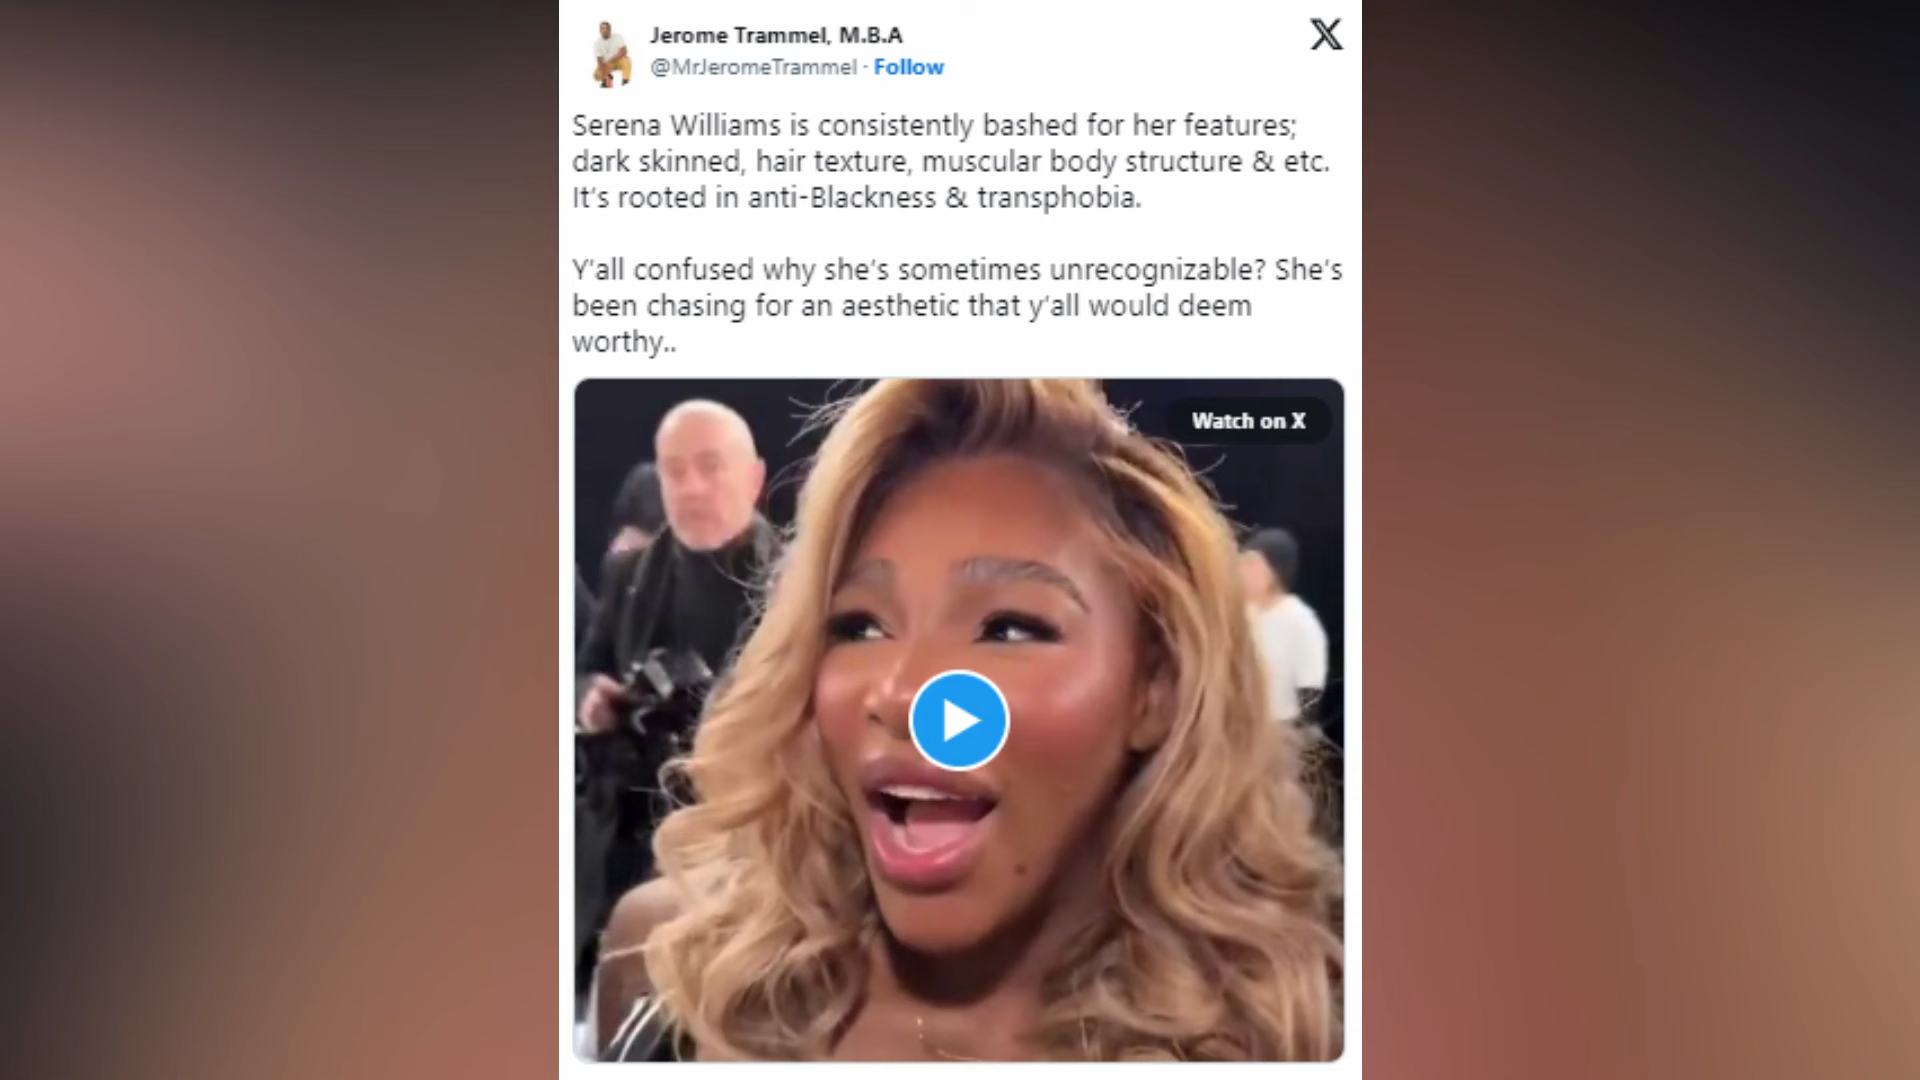 Jerome Trammel, M.B.A
@MrJeromeTrammel · Follow
Serena Williams is consistently bashed for her features;
dark skinned, hair texture, muscular body structure & etc.
It's rooted in anti-Blackness & transphobia.
Y'all confused why she's sometimes unrecognizable? She's
been chasing for an aesthetic that y'all would deem
worthy..
Watch on X